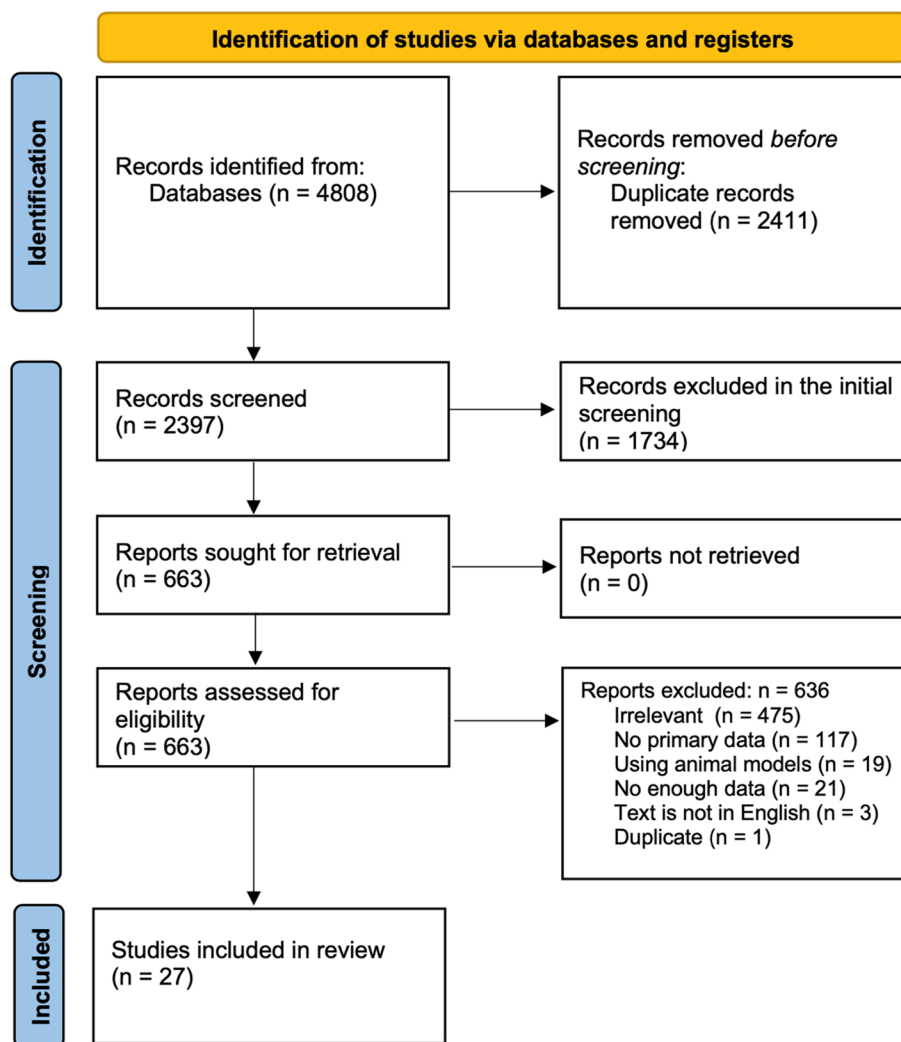 Identification of studies via databases and registers
Identification
Records identified from:
Databases (n = 4808)
Records removed before
screening:
Duplicate records
removed (n = 2411)
Screening
Records screened
(n = 2397)
Records excluded in the initial
screening
(n = 1734)
Reports sought for retrieval
(n = 663)
Reports not retrieved
(n = 0)
Reports assessed for
eligibility
(n = 663)
Reports excluded: n = 636
Irrelevant (n = 475)
No primary data (n = 117)
Using animal models (n = 19)
No enough data (n = 21)
Text is not in English (n = 3)
Duplicate (n = 1)
Included
Studies included in review
(n = 27)